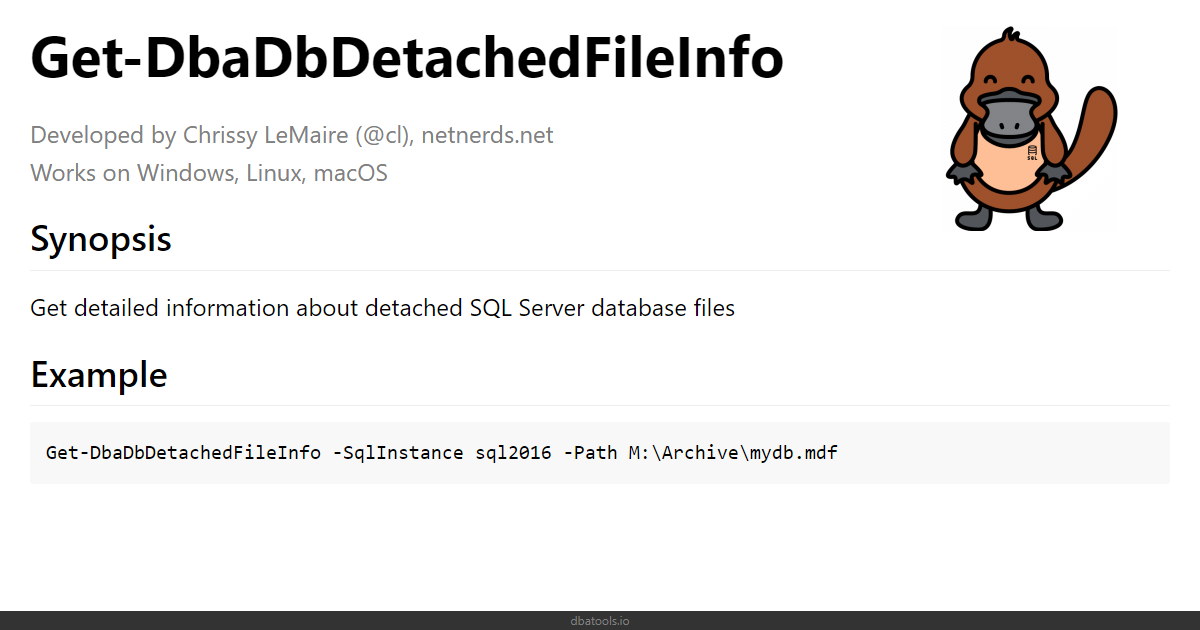 Get-DbaDbDetachedFileInfo
Developed by Chrissy LeMaire (@cl), netnerds.net
Works on Windows, Linux, macOS
SQL
Synopsis
Get detailed information about detached SQL Server database files
Example
Get-DbaDbDetachedFileInfo -SqlInstance sql2016 -Path M:\Archive\mydb.mdf
dbatools.io